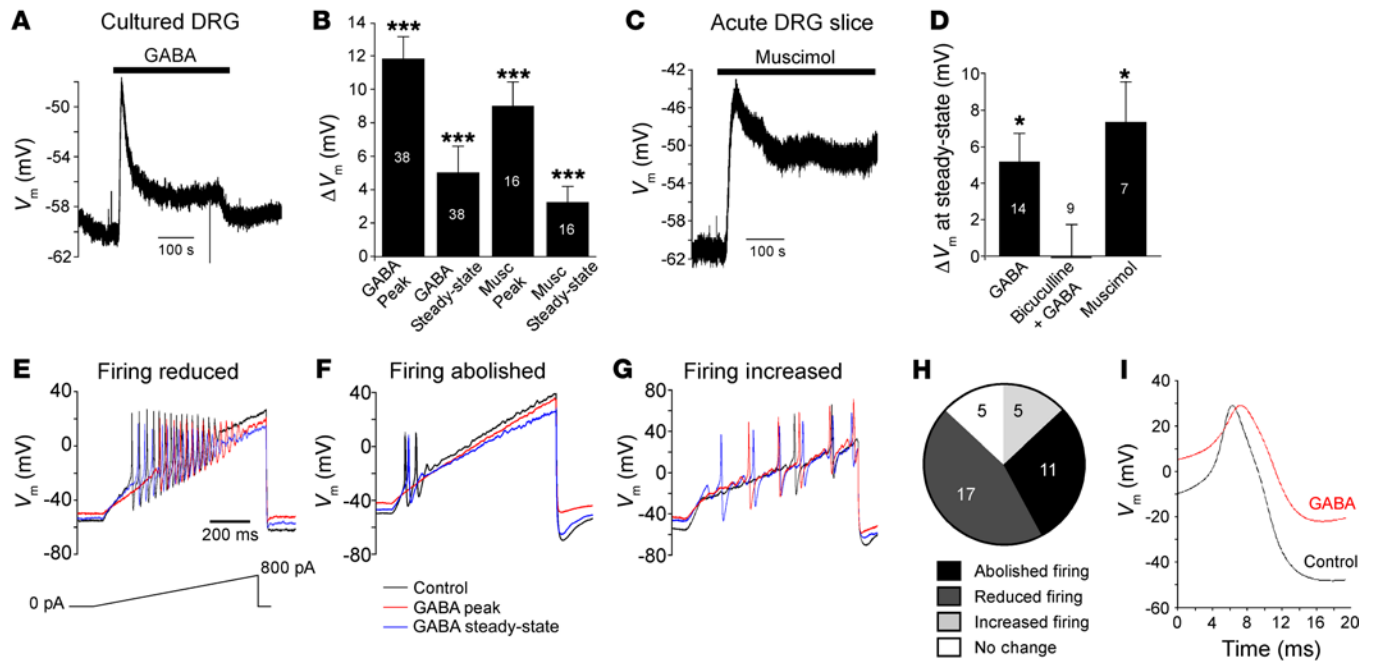 A
Cultured DRG
GABA
Vm (mV)
-50
-54
-58
-62
100 s
B
***
***
***
***
ΔVm (mV)
14
12
10
8
6
4
2
0
38
38
16
16
GABA Peak
GABA Steady-state
Musc Peak
Musc Steady-state
C
Acute DRG slice
Muscimol
Vm (mV)
-42
-46
-50
-54
-58
-62
100 s
D
ΔVm at steady-state (mV)
10
8
6
4
2
0
*
*
14
9
7
GABA
Bicuculline + GABA
Muscimol
E
Firing reduced
Vm (mV)
40
0
-40
-80
200 ms
0 pA
800 pA
F
Firing abolished
Vm (mV)
40
0
-40
-80
Control
GABA peak
GABA steady-state
G
Firing increased
Vm (mV)
80
40
0
-40
-80
H
5
5
11
17
Abolished firing
Reduced firing
Increased firing
No change
I
Vm (mV)
40
20
0
-20
-40
-60
GABA
Control
0 4 8 12 16 20
Time (ms)